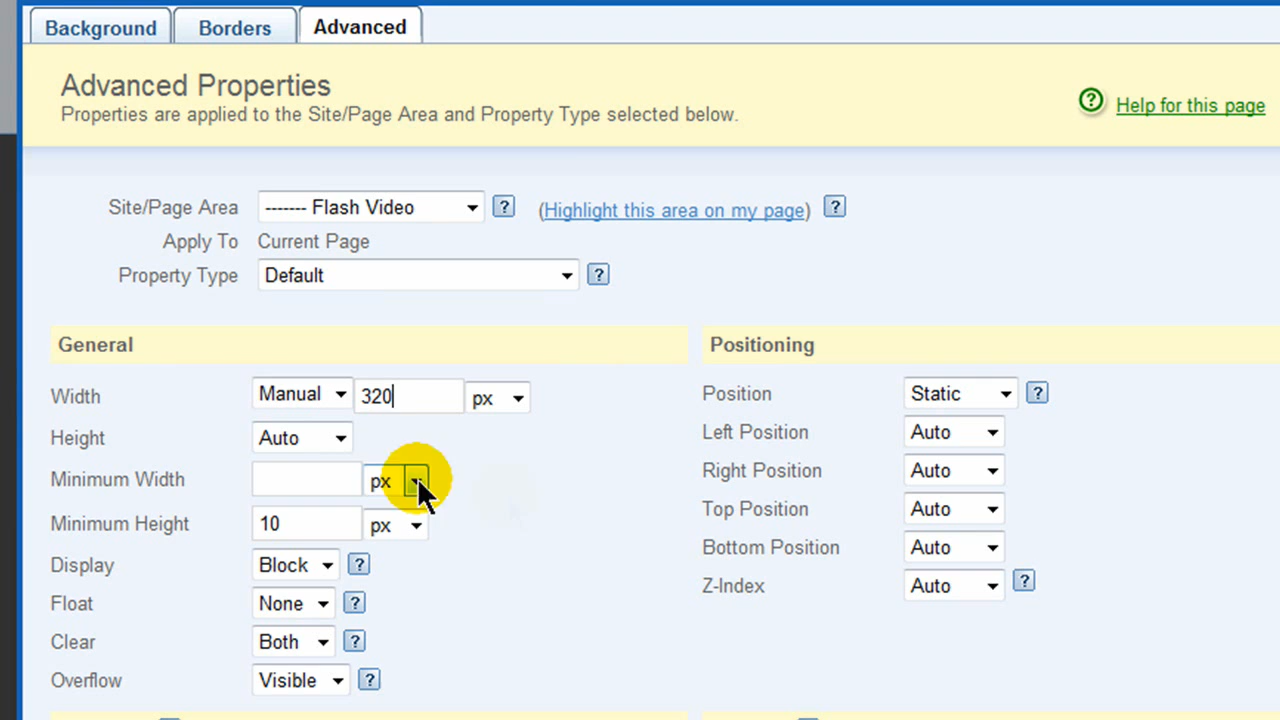 Background Borders Advanced
Advanced Properties
Properties are applied to the Site/Page Area and Property Type selected below.
? Help for this page
Site/Page Area ------- Flash Video ? (Highlight this area on my page) ?
Apply To Current Page
Property Type Default ?
General
Width Manual 320 px
Height Auto
Minimum Width px
Minimum Height 10 px
Display Block ?
Float None ?
Clear Both ?
Overflow Visible ?
Positioning
Position Static ?
Left Position Auto
Right Position Auto
Top Position Auto
Bottom Position Auto
Z-Index Auto ?